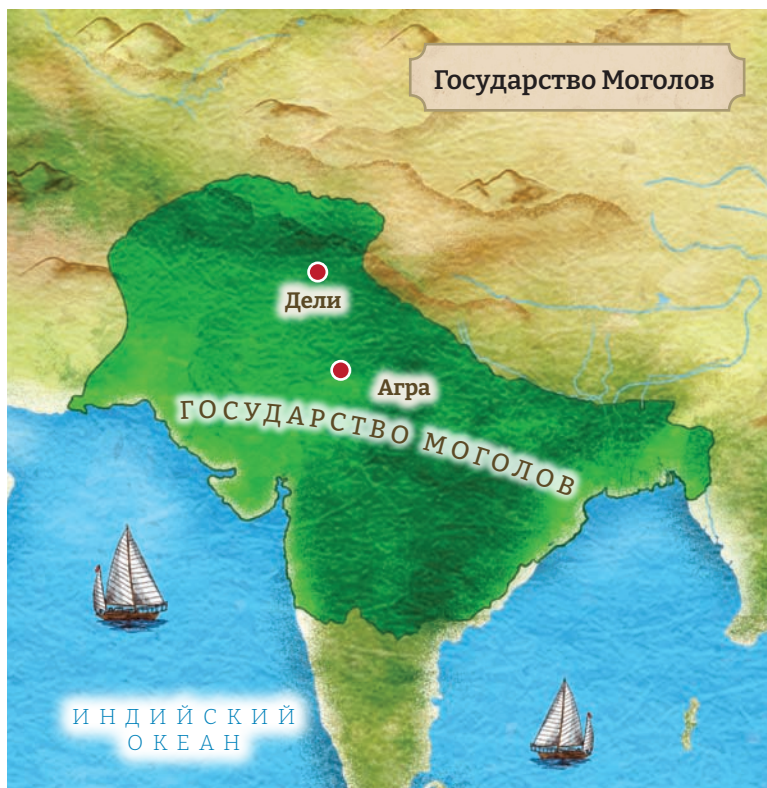 Государство Моголов
Дели
Агра
ГОСУДАРСТВО МОГОЛОВ
ИНДИЙСКИЙ
ОКЕАН